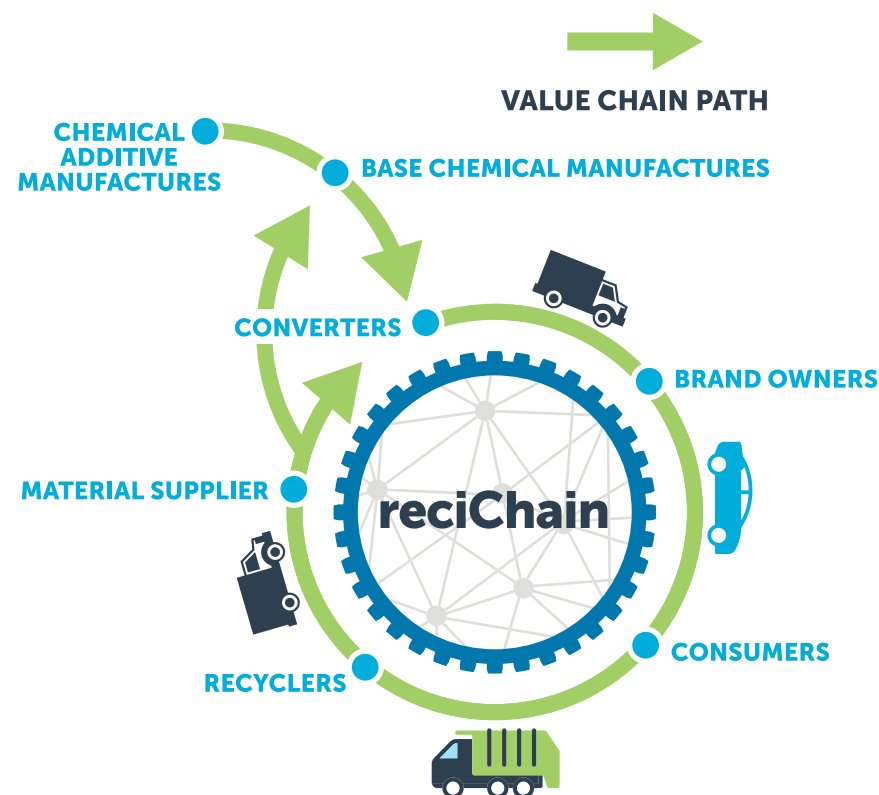 VALUE CHAIN PATH
CHEMICAL
ADDITIVE
MANUFACTURES
BASE CHEMICAL MANUFACTURES
CONVERTERS
BRAND OWNERS
MATERIAL SUPPLIER
reciChain
CONSUMERS
RECYCLERS